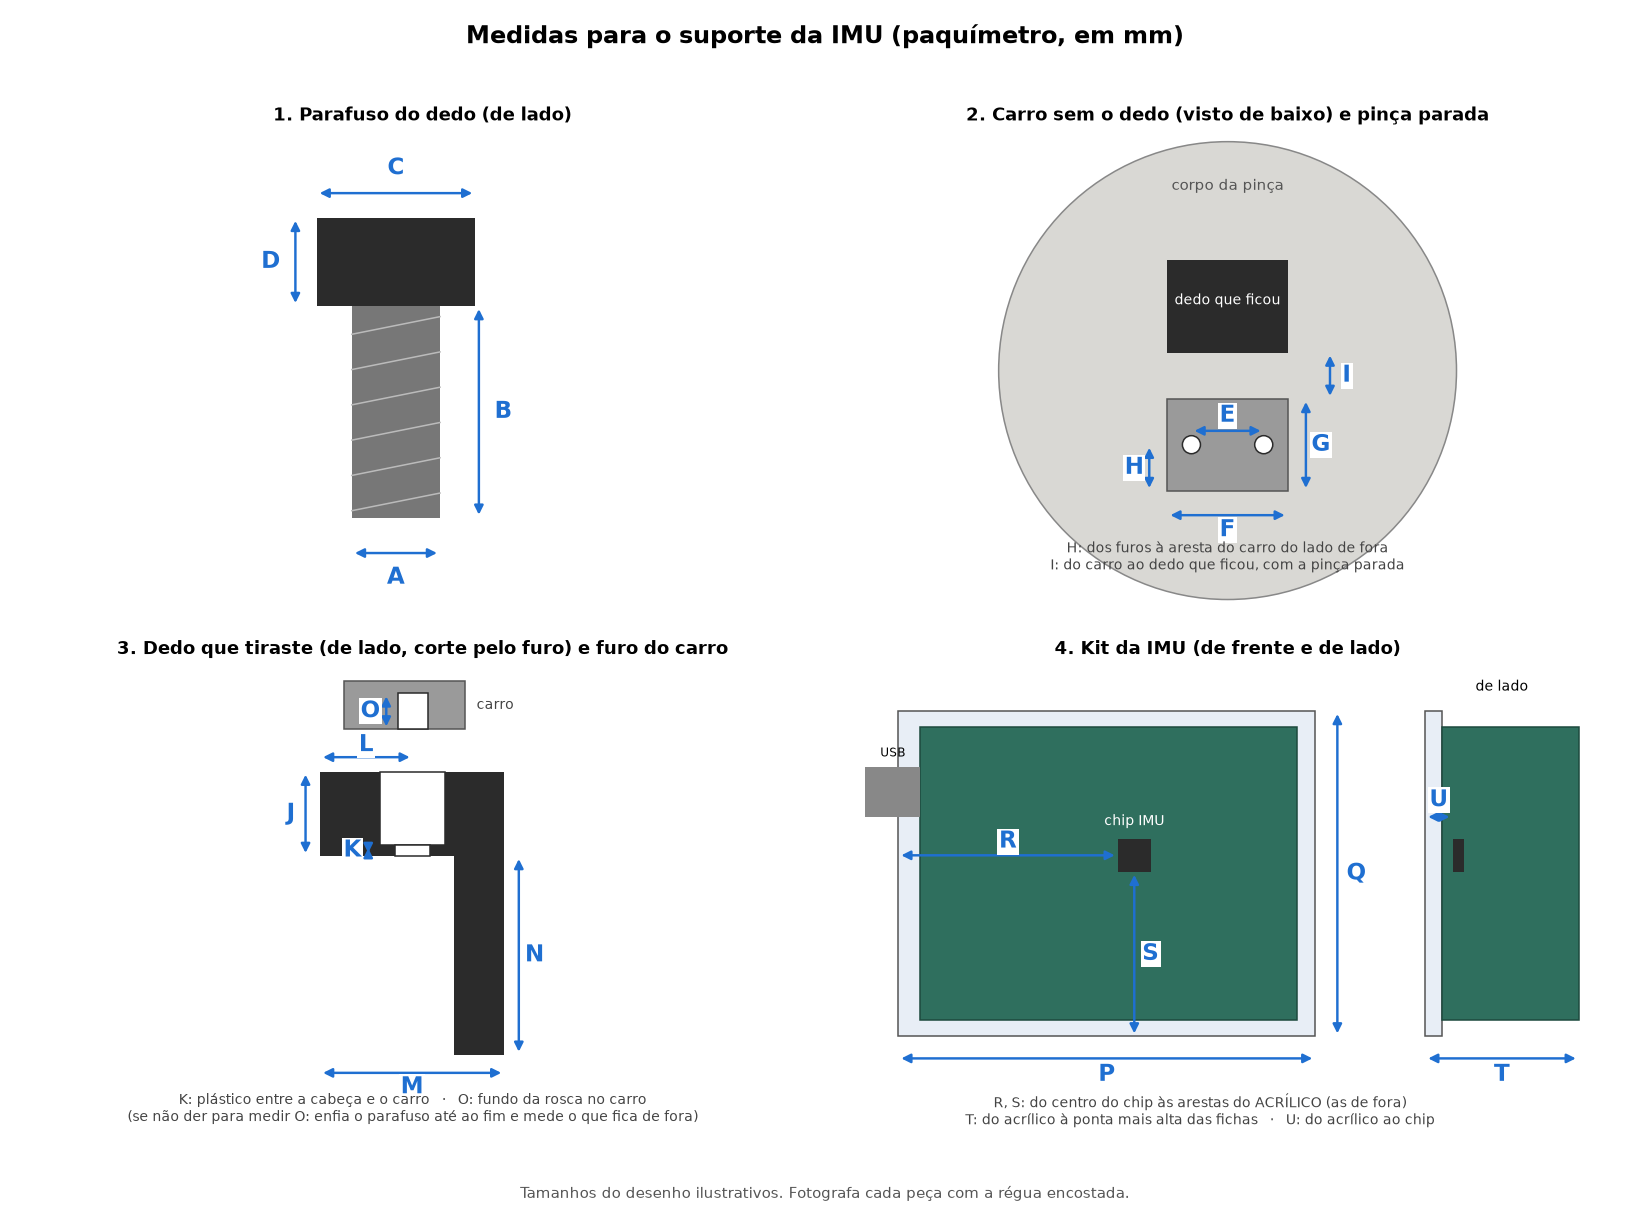 Medidas para o suporte da IMU (paquímetro, em mm)
1. Parafuso do dedo (de lado)
C
D
B
A
2. Carro sem o dedo (visto de baixo) e pinça parada
corpo da pinça
dedo que ficou
I
E
G
H
F
H: dos furos à aresta do carro do lado de fora
I: do carro ao dedo que ficou, com a pinça parada
3. Dedo que tiraste (de lado, corte pelo furo) e furo do carro
O
carro
L
J
K
N
M
K: plástico entre a cabeça e o carro · O: fundo da rosca no carro
(se não der para medir O: enfia o parafuso até ao fim e mede o que fica de fora)
4. Kit da IMU (de frente e de lado)
de lado
USB
U
chip IMU
R
Q
S
P
T
R, S: do centro do chip às arestas do ACRÍLICO (as de fora)
T: do acrílico à ponta mais alta das fichas · U: do acrílico ao chip
Tamanhos do desenho ilustrativos. Fotografa cada peça com a régua encostada.